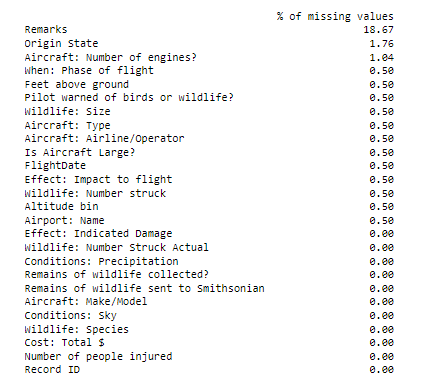 % of missing values
Remarks 18.67
Origin State 1.76
Aircraft: Number of engines? 1.04
When: Phase of flight 0.50
Feet above ground 0.50
Pilot warned of birds or wildlife? 0.50
Wildlife: Size 0.50
Aircraft: Type 0.50
Aircraft: Airline/Operator 0.50
Is Aircraft Large? 0.50
FlightDate 0.50
Effect: Impact to flight 0.50
Wildlife: Number struck 0.50
Altitude bin 0.50
Airport: Name 0.50
Effect: Indicated Damage 0.00
Wildlife: Number Struck Actual 0.00
Conditions: Precipitation 0.00
Remains of wildlife collected? 0.00
Remains of wildlife sent to Smithsonian 0.00
Aircraft: Make/Model 0.00
Conditions: Sky 0.00
Wildlife: Species 0.00
Cost: Total $ 0.00
Number of people injured 0.00
Record ID 0.00